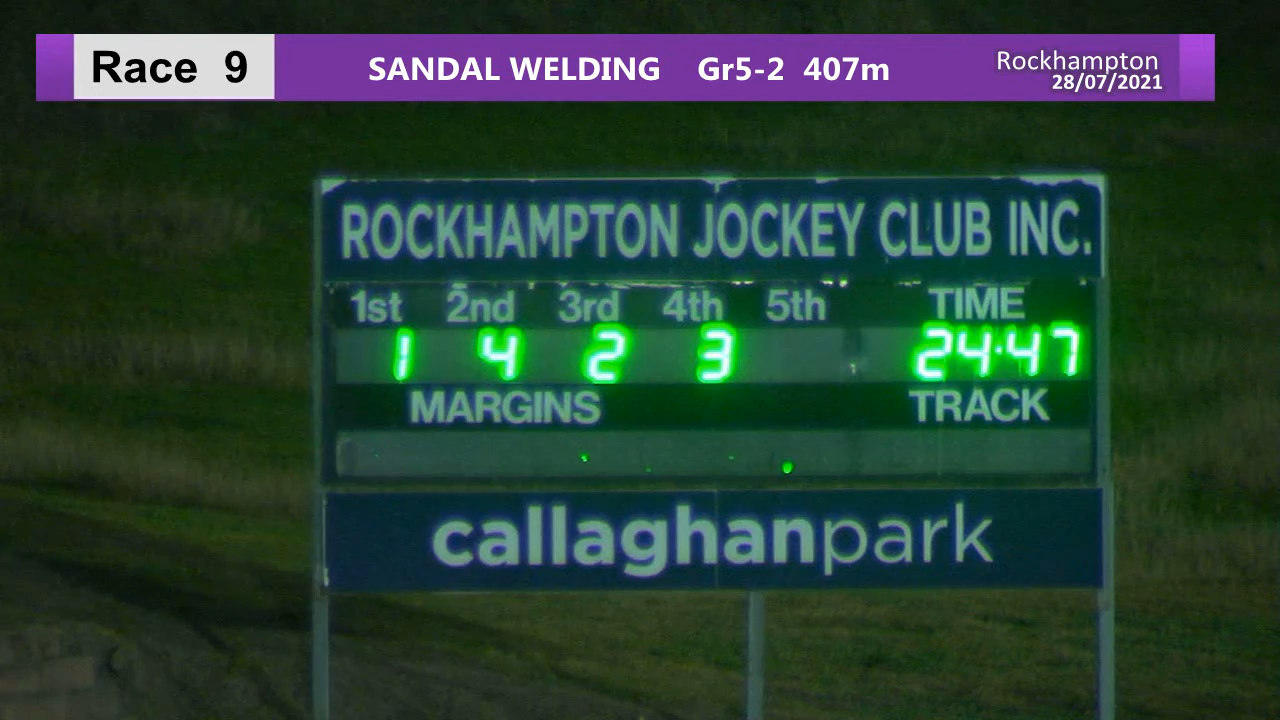 Race 9 SANDAL WELDING Gr5-2 407m Rockhampton
28/07/2021
ROCKHAMPTON JOCKEY CLUB INC.
1st 2nd 3rd 4th 5th TIME
1 4 2 3 24.47
MARGINS TRACK
callaghanpark